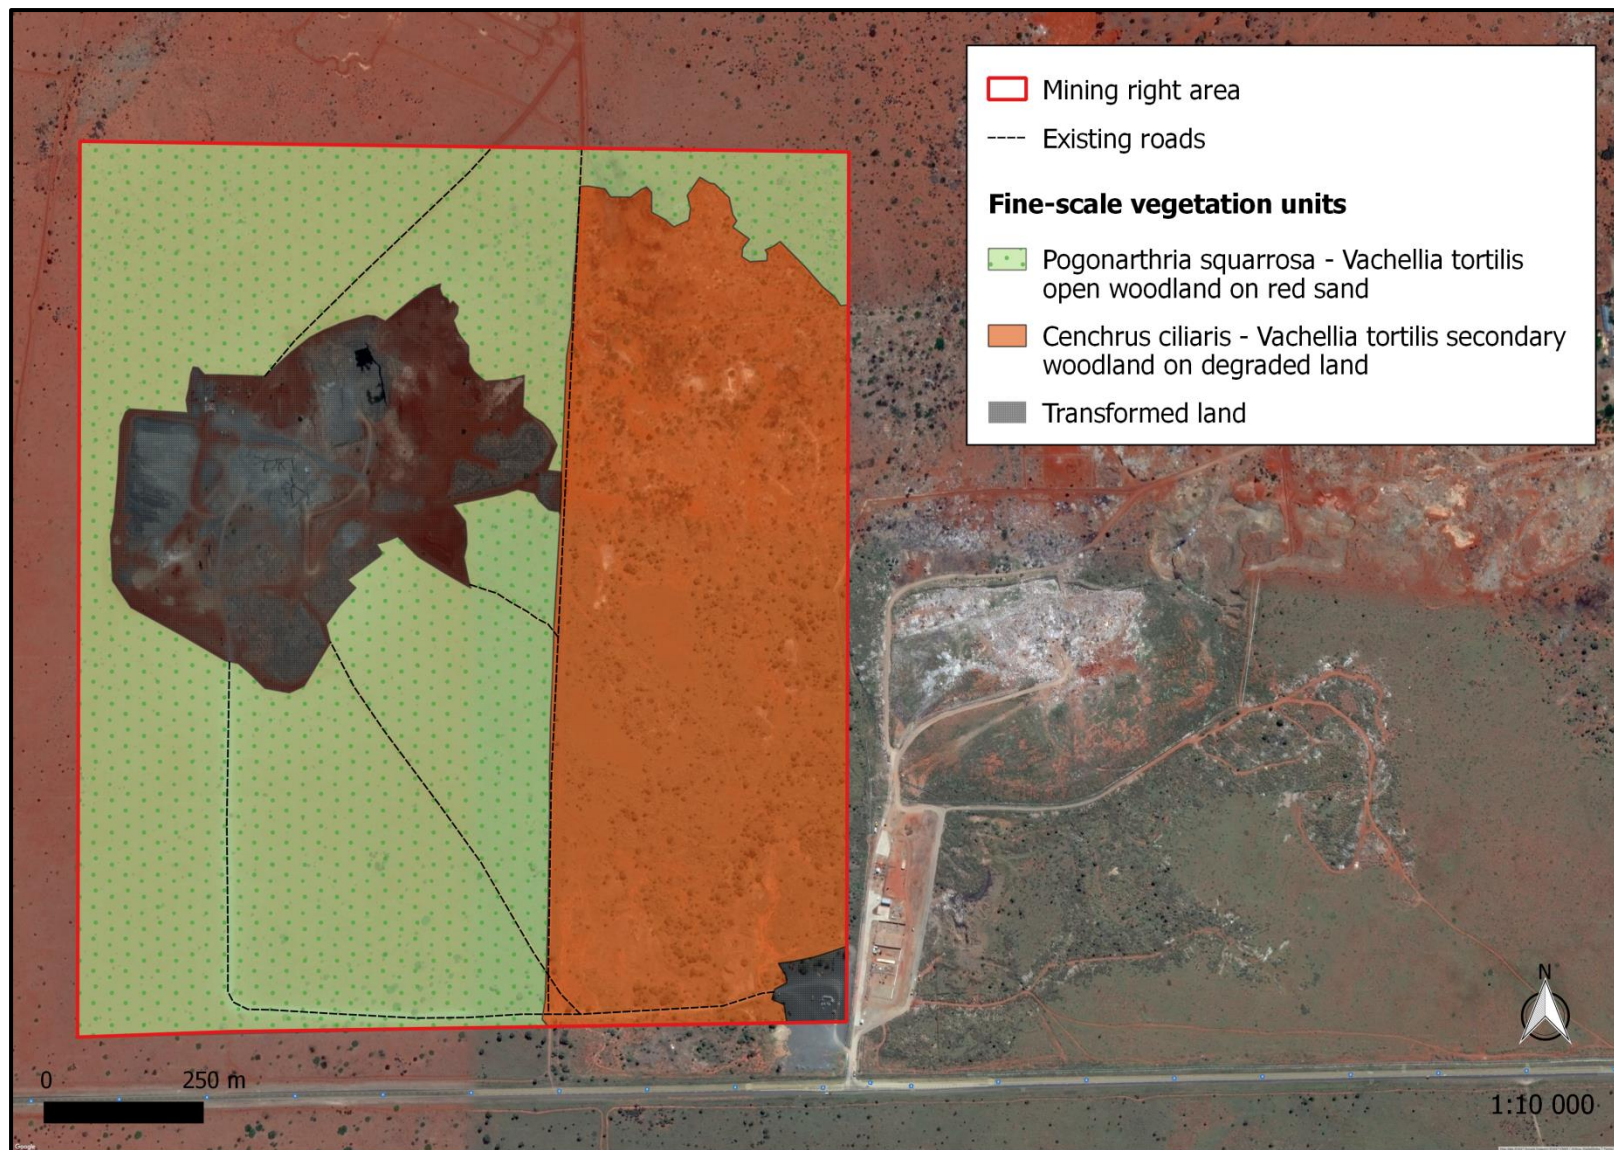 Mining right area
Existing roads
Fine-scale vegetation units
Pogonarthria squarrosa - Vachellia tortilis
open woodland on red sand
Cenchrus ciliaris - Vachellia tortilis secondary
woodland on degraded land
Transformed land
N
0 250 m
1:10 000
Google